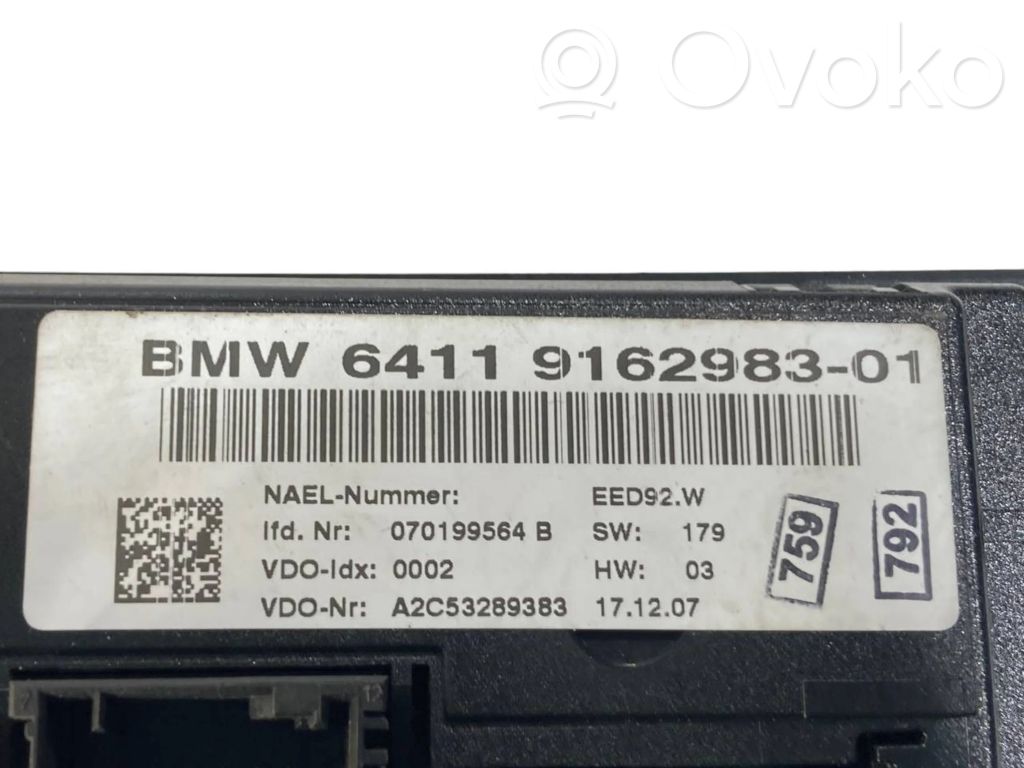 Ovoko
BMW 6411 9162983-01
NAEL-Nummer: EED92.W
lfd. Nr: 070199564 B SW: 179
VDO-Idx: 0002 HW: 03
VDO-Nr: A2C53289383 17.12.07
759
792